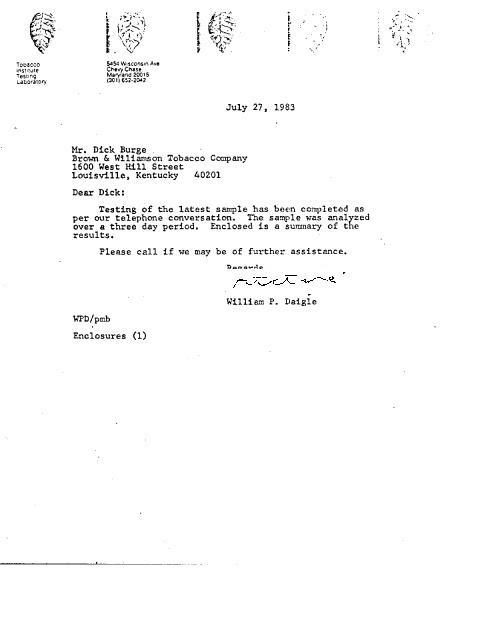 Tobacco
Institute
Testing
Laboratory
5454 Wisconsin Ave
Chevy Chase
Maryland 20015
(301) 652-2042
July 27, 1983
Mr. Dick Burge
Brown & Wiliamson Tobacco Company
1600 West Hill Street
Louisville, Kentucky 40201
Dear Dick:
Testing of the latest sample has been completed as
per our telephone conversation. The sample was analyzed
over a three day period. Enclosed is a summary of the
results.
Please call if we may be of further assistance.
Regards
William P. Daigle
WPD/pmb
Enclosures (1)